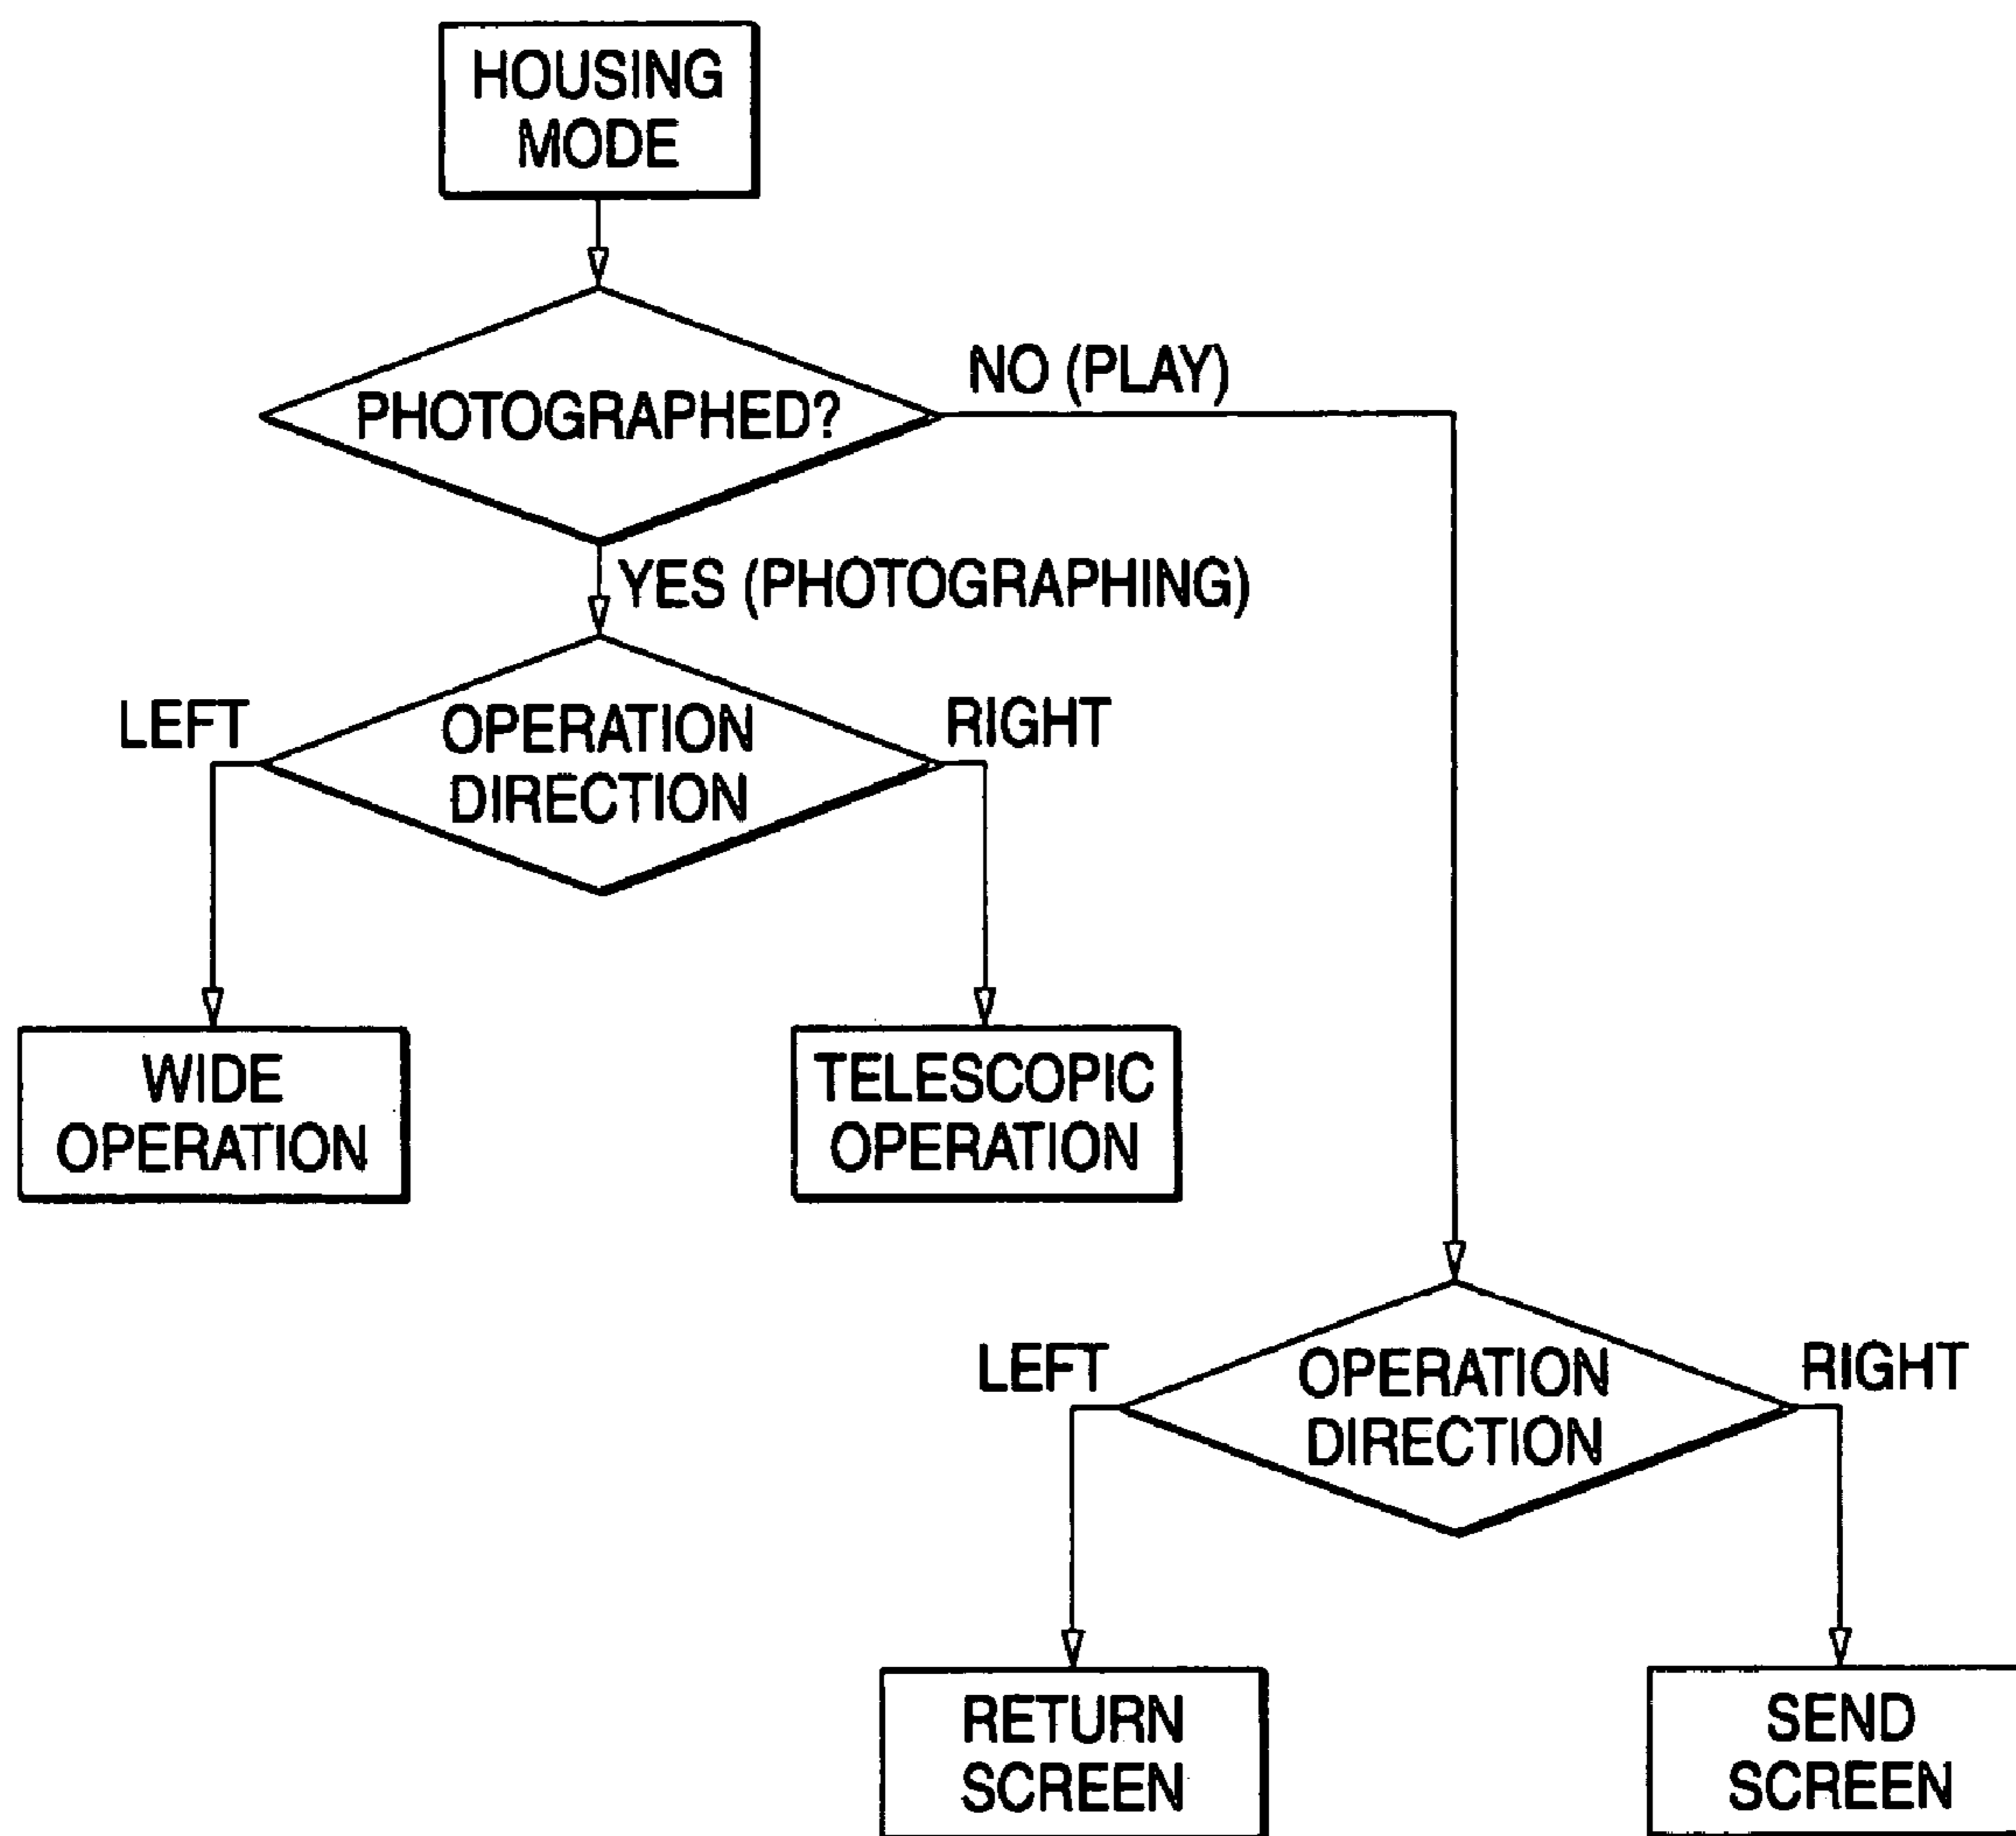 HOUSING
MODE
PHOTOGRAPHED?
NO (PLAY)
YES (PHOTOGRAPHING)
LEFT
OPERATION
DIRECTION
RIGHT
WIDE
OPERATION
TELESCOPIC
OPERATION
LEFT
OPERATION
DIRECTION
RIGHT
RETURN
SCREEN
SEND
SCREEN